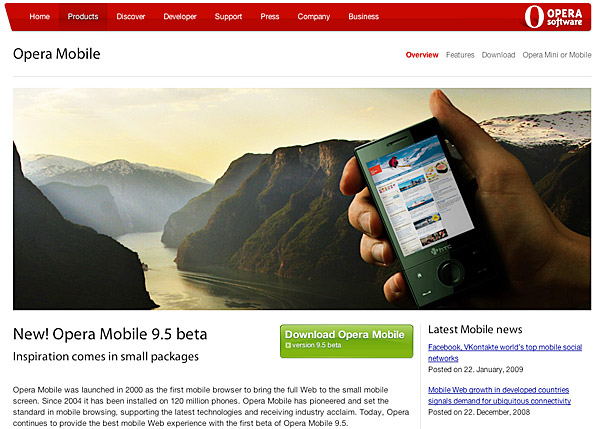 Home Products Discover Developer Support Press Company Business
OPERA
software
Opera Mobile
Overview Features Download Opera Mini or Mobile
hTC
New! Opera Mobile 9.5 beta
Inspiration comes in small packages
Download Opera Mobile
version 9.5 beta
Opera Mobile was launched in 2000 as the first mobile browser to bring the full Web to the small mobile
screen. Since 2004 it has been installed on 120 million phones. Opera Mobile has pioneered and set the
standard in mobile browsing, supporting the latest technologies and receiving industry acclaim. Today, Opera
continues to provide the best mobile Web experience with the first beta of Opera Mobile 9.5.
Latest Mobile news
Facebook, VKontakte world's top mobile social
networks
Posted on 22. January, 2009
Mobile Web growth in developed countries
signals demand for ubiquitous connectivity
Posted on 22. December, 2008